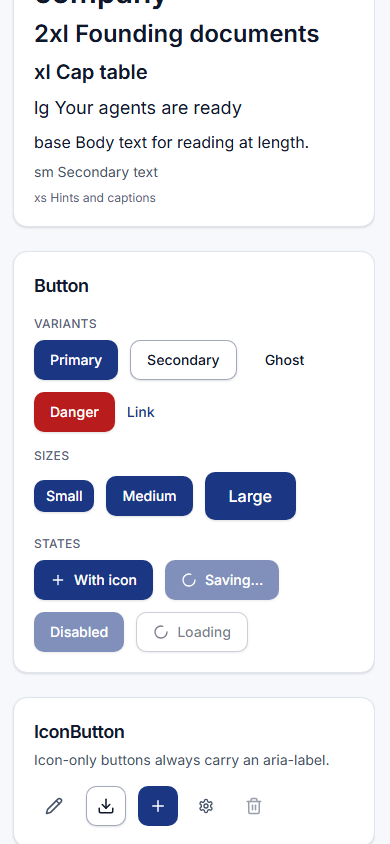 company
2xl Founding documents
xl Cap table
lg Your agents are ready
base Body text for reading at length.
sm Secondary text
xs Hints and captions
Button
VARIANTS
Primary Secondary Ghost
Danger Link
SIZES
Small Medium Large
STATES
With icon Saving...
Disabled Loading
IconButton
Icon-only buttons always carry an aria-label.